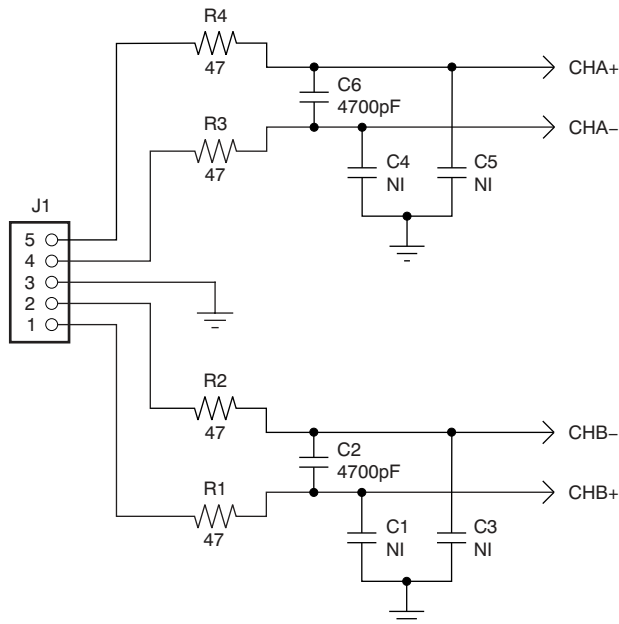 R4
47
CHA+
C6
4700pF
R3
47
CHA–
C4
NI
C5
NI
J1
5
4
3
2
1
R2
47
CHB–
C2
4700pF
R1
47
CHB+
C1
NI
C3
NI